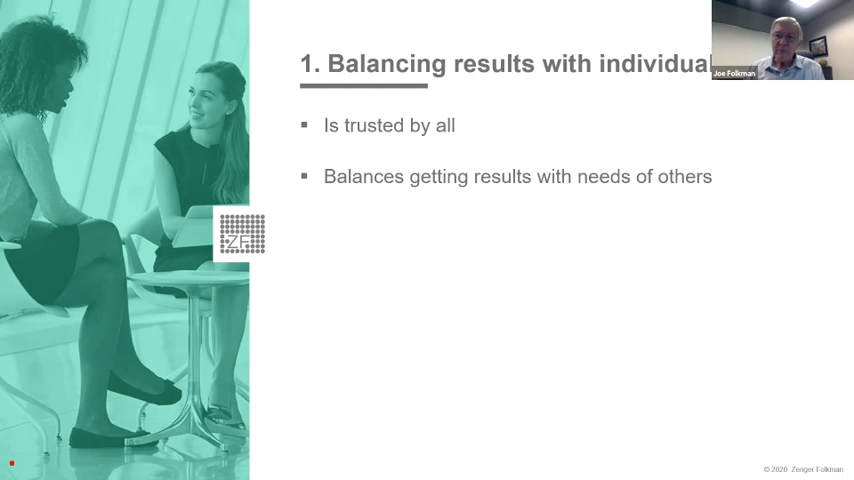 1. Balancing results with individual
Joe Folkman
▪ Is trusted by all
▪ Balances getting results with needs of others
ZF
© 2020 Zenger Folkman